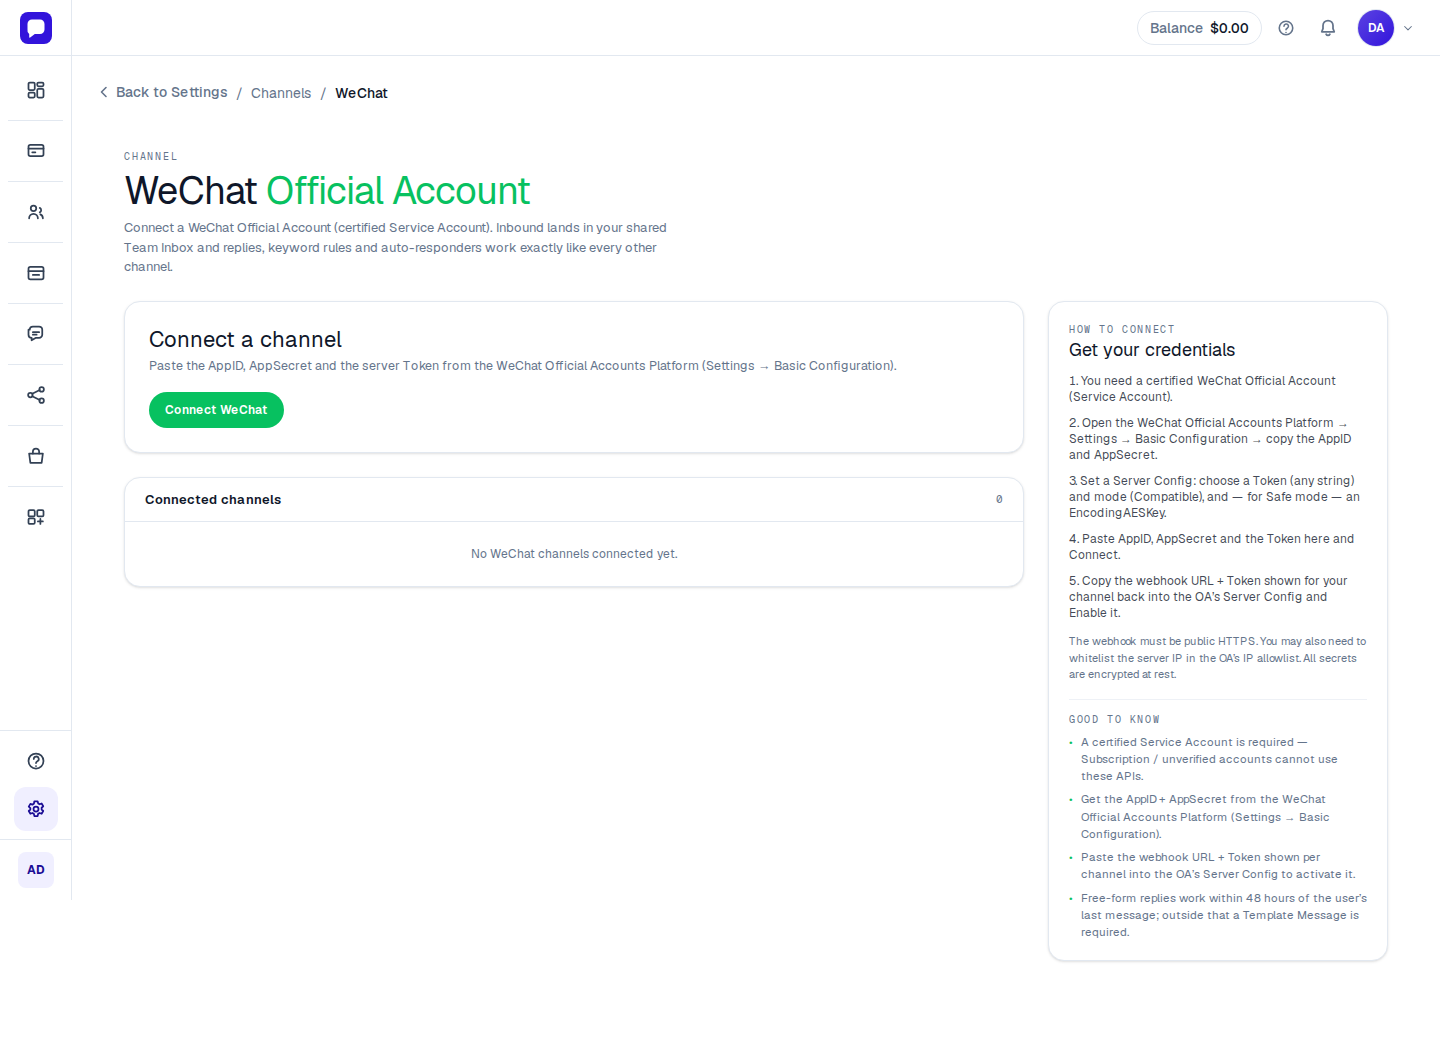 Balance $0.00
DA
Back to Settings / Channels / WeChat
CHANNEL
WeChat Official Account
Connect a WeChat Official Account (certified Service Account). Inbound lands in your shared
Team Inbox and replies, keyword rules and auto-responders work exactly like every other
channel.
Connect a channel
Paste the AppID, AppSecret and the server Token from the WeChat Official Accounts Platform (Settings → Basic Configuration).
Connect WeChat
Connected channels 0
No WeChat channels connected yet.
HOW TO CONNECT
Get your credentials
1. You need a certified WeChat Official Account
(Service Account).
2. Open the WeChat Official Accounts Platform →
Settings → Basic Configuration → copy the AppID
and AppSecret.
3. Set a Server Config: choose a Token (any string)
and mode (Compatible), and — for Safe mode — an
EncodingAESKey.
4. Paste AppID, AppSecret and the Token here and
Connect.
5. Copy the webhook URL + Token shown for your
channel back into the OA's Server Config and
Enable it.
The webhook must be public HTTPS. You may also need to
whitelist the server IP in the OA's IP allowlist. All secrets
are encrypted at rest.
GOOD TO KNOW
• A certified Service Account is required —
Subscription / unverified accounts cannot use
these APIs.
• Get the AppID + AppSecret from the WeChat
Official Accounts Platform (Settings → Basic
Configuration).
• Paste the webhook URL + Token shown per
channel into the OA's Server Config to activate it.
• Free-form replies work within 48 hours of the user's
last message; outside that a Template Message is
required.
AD